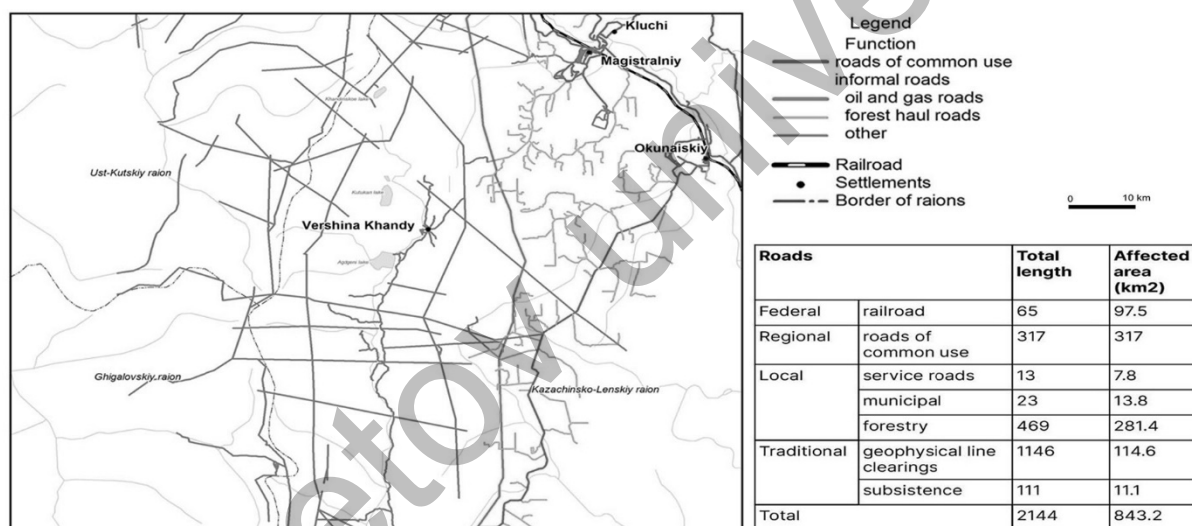 Kluchi
Magistralniy
Okunaiskiy
Ust-Kutskiy raion
Vershina Khandy
Ghigalovskiy raion
Kazachinsko-Lenskiy raion
Legend
Function
roads of common use
informal roads
oil and gas roads
forest haul roads
other
Railroad
Settlements
Border of raions
0 10 km
Roads Total length Affected area (km2)
Federal railroad 65 97.5
Regional roads of common use 317 317
Local service roads 13 7.8
municipal 23 13.8
forestry 469 281.4
Traditional geophysical line clearings 1146 114.6
subsistence 111 11.1
Total 2144 843.2